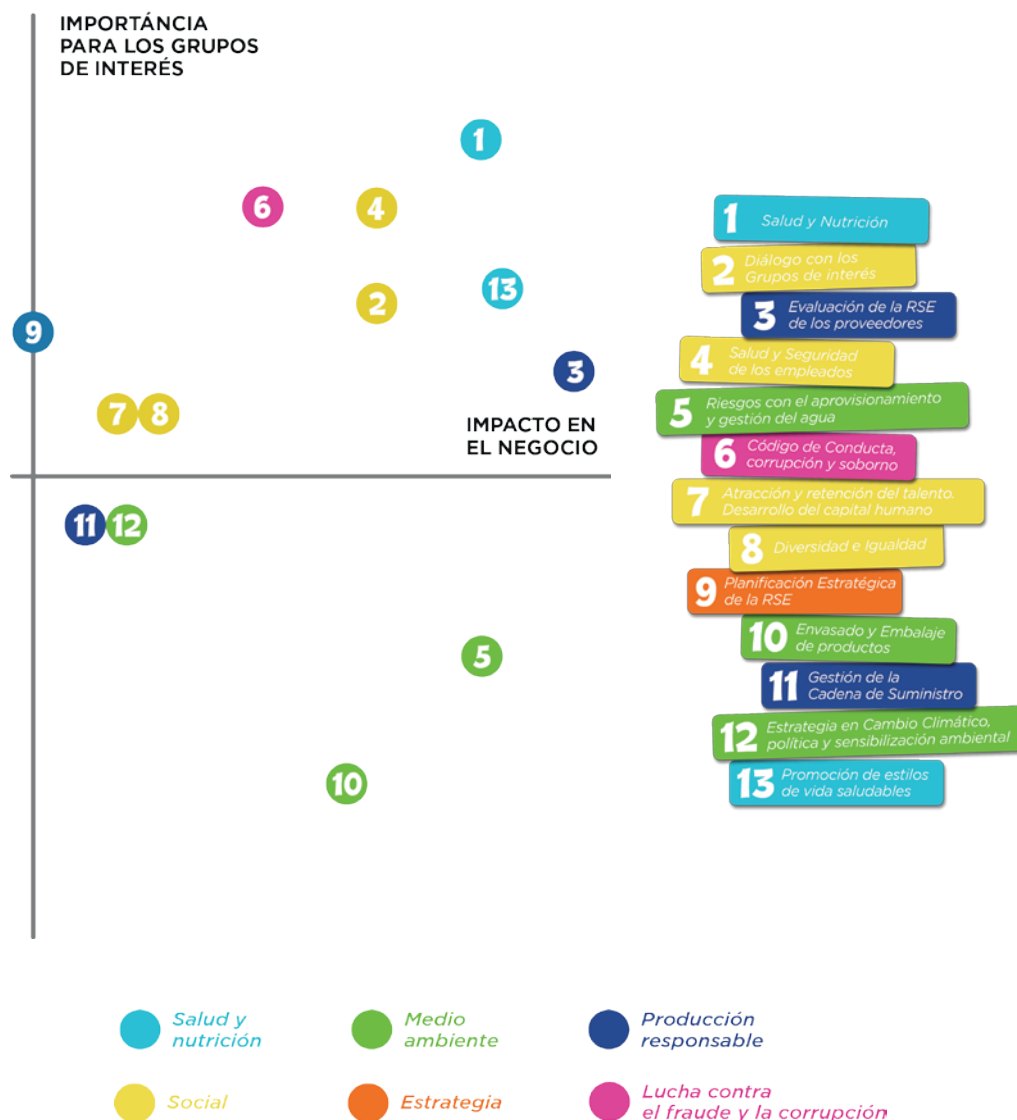 IMPORTÁNCIA
PARA LOS GRUPOS
DE INTERÉS
1
6
4
13
2
9
3
7
8
IMPACTO EN
EL NEGOCIO
11
12
5
10
1 Salud y Nutrición
2 Diálogo con los
Grupos de interés
3 Evaluación de la RSE
de los proveedores
4 Salud y Seguridad
de los empleados
5 Riesgos con el aprovisionamiento
y gestión del agua
6 Código de Conducta,
corrupción y soborno
7 Atracción y retención del talento.
Desarrollo del capital humano
8 Diversidad e Igualdad
9 Planificación Estratégica
de la RSE
10 Envasado y Embalaje
de productos
11 Gestión de la
Cadena de Suministro
12 Estrategia en Cambio Climático,
política y sensibilización ambiental
13 Promoción de estilos
de vida saludables
Salud y
nutrición
Medio
ambiente
Producción
responsable
Social
Estrategia
Lucha contra
el fraude y la corrupción